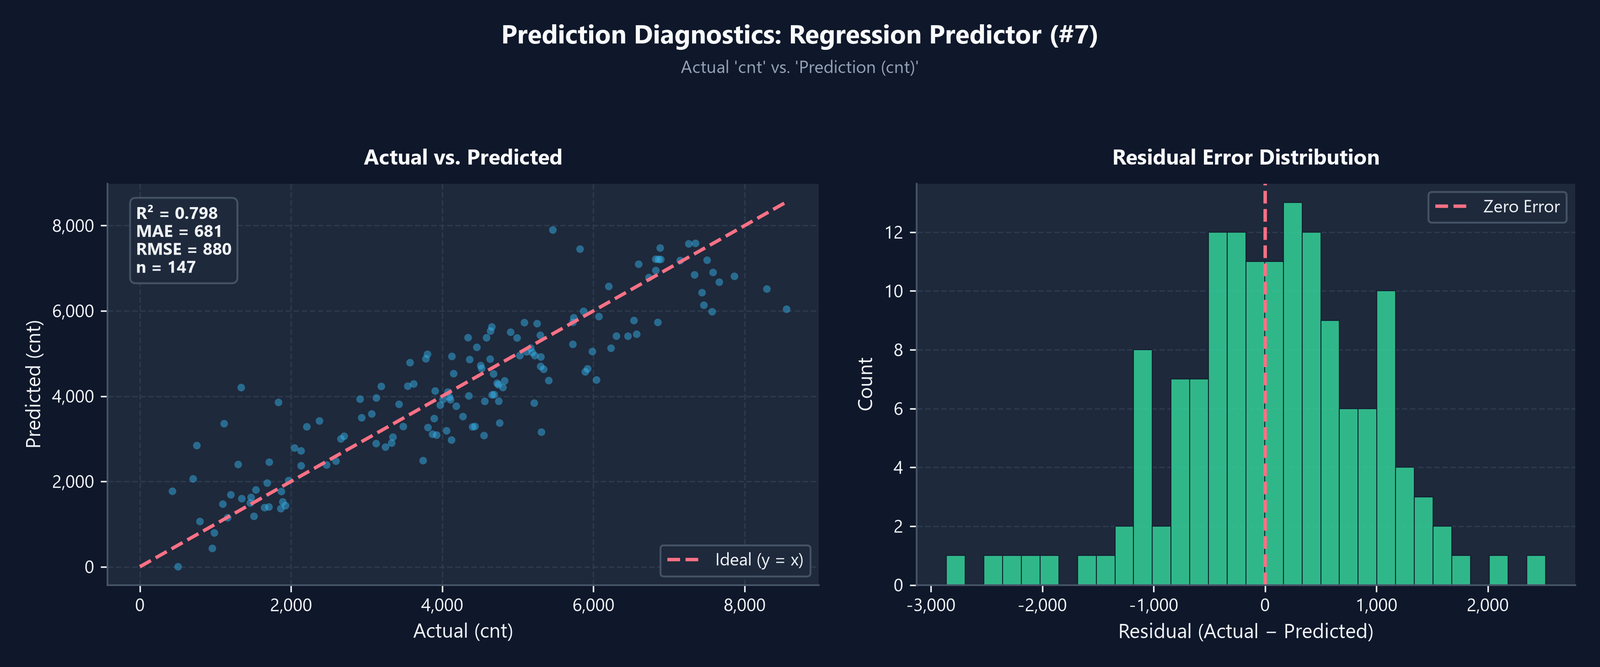 Prediction Diagnostics: Regression Predictor (#7)
Actual 'cnt' vs. 'Prediction (cnt)'
Actual vs. Predicted
R² = 0.798
MAE = 681
RMSE = 880
n = 147
8,000
6,000
4,000
2,000
0
Predicted (cnt)
Ideal (y = x)
0 2,000 4,000 6,000 8,000
Actual (cnt)
Residual Error Distribution
Zero Error
12
10
8
6
4
2
0
Count
-3,000 -2,000 -1,000 0 1,000 2,000
Residual (Actual − Predicted)